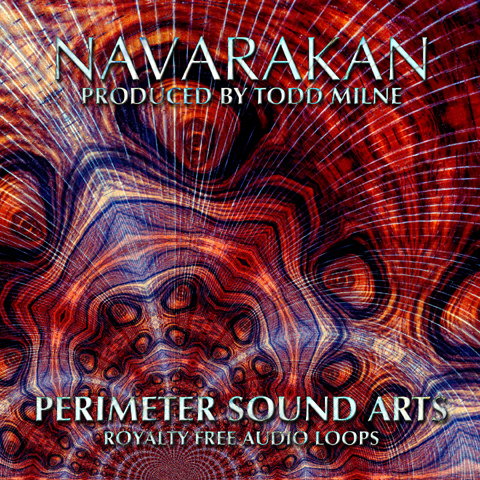 NAVARAKAN
PRODUCED BY TODD MILNE
PERIMETER SOUND ARTS
ROYALTY FREE AUDIO LOOPS